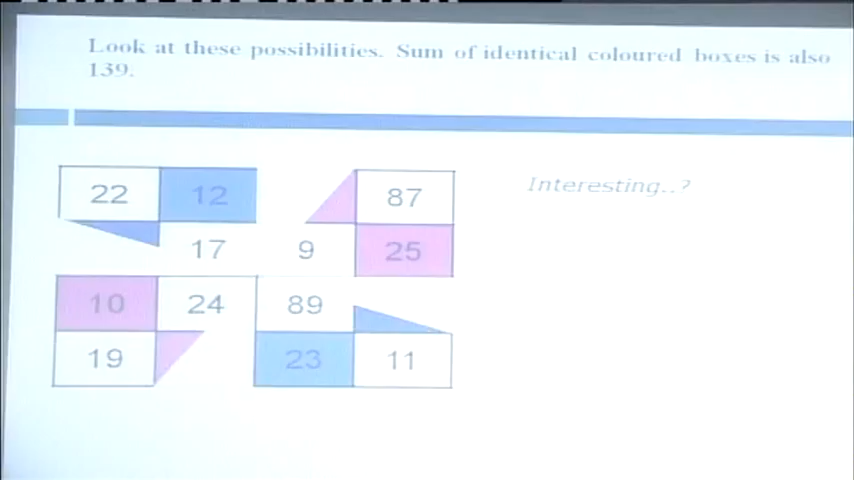 Look at these possibilities. Sum of identical coloured boxes is also
139.
Interesting..?
22 12 87
17 9 25
10 24 89
19 23 11